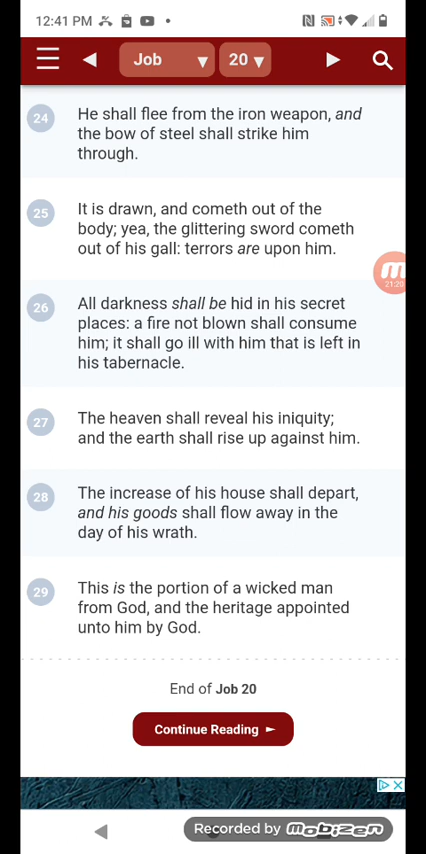 12:41 PM
Job 20
24
He shall flee from the iron weapon, and
the bow of steel shall strike him
through.
25
It is drawn, and cometh out of the
body; yea, the glittering sword cometh
out of his gall: terrors are upon him.
21:20
26
All darkness shall be hid in his secret
places: a fire not blown shall consume
him; it shall go ill with him that is left in
his tabernacle.
27
The heaven shall reveal his iniquity;
and the earth shall rise up against him.
28
The increase of his house shall depart,
and his goods shall flow away in the
day of his wrath.
29
This is the portion of a wicked man
from God, and the heritage appointed
unto him by God.
End of Job 20
Continue Reading
Recorded by mobizen